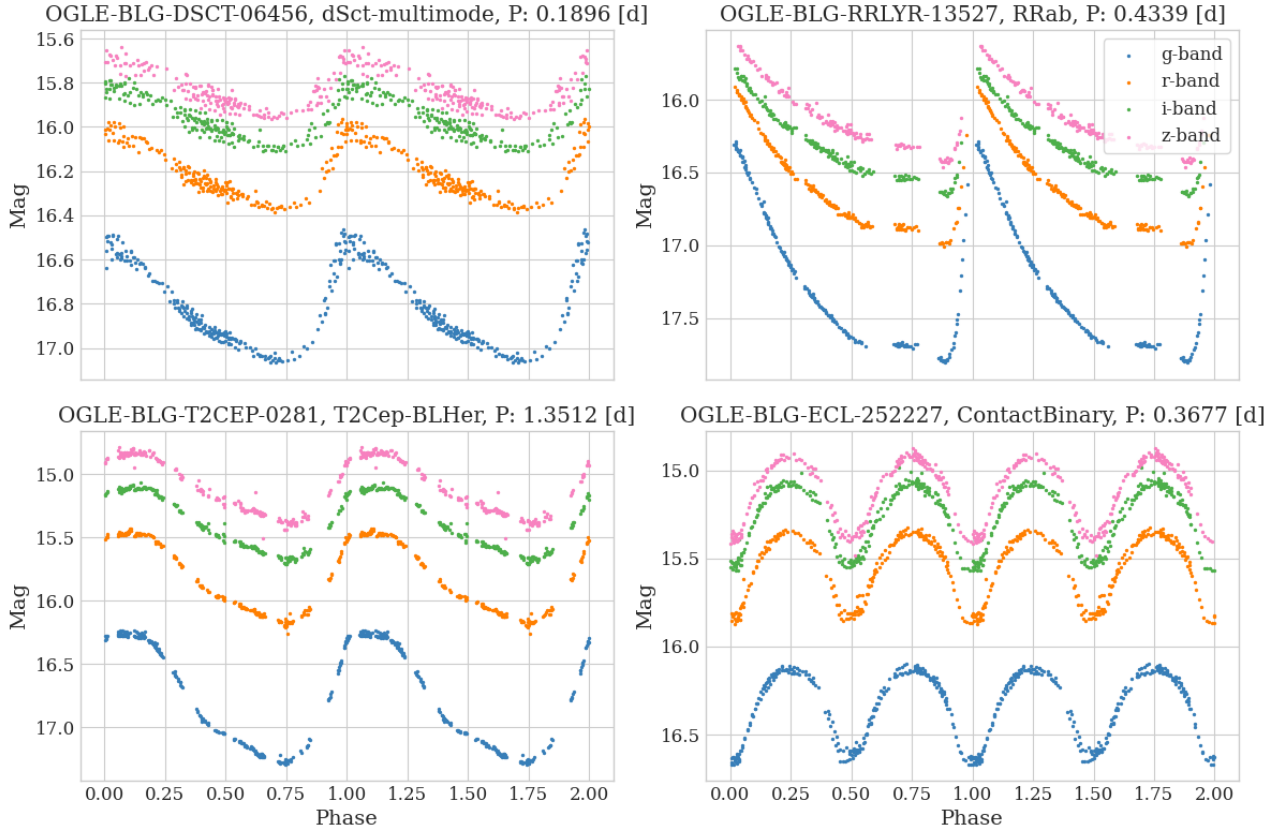 OGLE-BLG-DSCT-06456, dSct-multimode, P: 0.1896 [d]
15.6
15.8
16.0
16.2
16.4
16.6
16.8
17.0
Mag
OGLE-BLG-RRLYR-13527, RRab, P: 0.4339 [d]
16.0
16.5
17.0
17.5
Mag
g-band
r-band
i-band
z-band
OGLE-BLG-T2CEP-0281, T2Cep-BLHer, P: 1.3512 [d]
15.0
15.5
16.0
16.5
17.0
Mag
0.00 0.25 0.50 0.75 1.00 1.25 1.50 1.75 2.00
Phase
OGLE-BLG-ECL-252227, ContactBinary, P: 0.3677 [d]
15.0
15.5
16.0
16.5
Mag
0.00 0.25 0.50 0.75 1.00 1.25 1.50 1.75 2.00
Phase